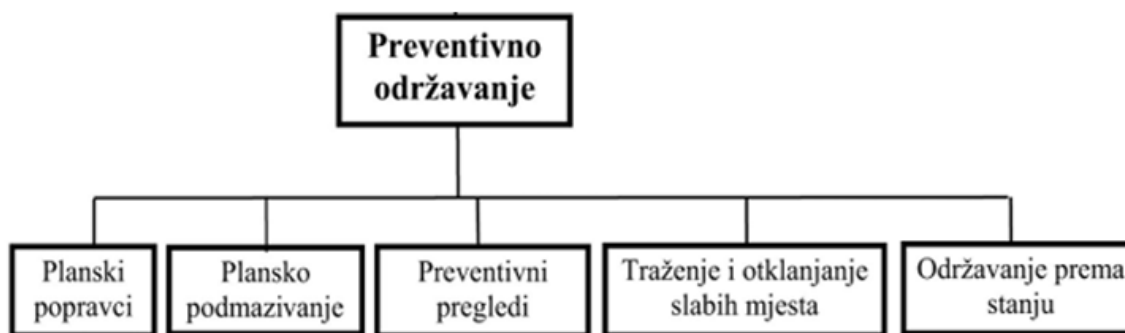 Preventivno
održavanje
Planski
popravci
Plansko
podmazivanje
Preventivni
pregledi
Traženje i otklanjanje
slabih mjesta
Održavanje prema
stanju